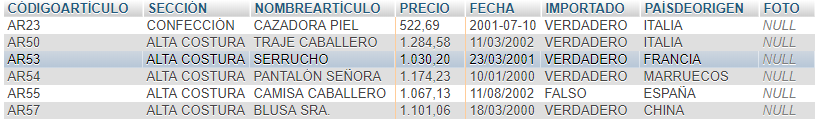 CÓDIGOARTÍCULO SECCIÓN NOMBREARTÍCULO PRECIO FECHA IMPORTADO PAÍSDEORIGEN FOTO
AR23 CONFECCIÓN CAZADORA PIEL 522,69 2001-07-10 VERDADERO ITALIA NULL
AR50 ALTA COSTURA TRAJE CABALLERO 1.284,58 11/03/2002 VERDADERO ITALIA NULL
AR53 ALTA COSTURA SERRUCHO 1.030,20 23/03/2001 VERDADERO FRANCIA NULL
AR54 ALTA COSTURA PANTALÓN SEÑORA 1.174,23 10/01/2000 VERDADERO MARRUECOS NULL
AR55 ALTA COSTURA CAMISA CABALLERO 1.067,13 11/08/2002 FALSO ESPAÑA NULL
AR57 ALTA COSTURA BLUSA SRA. 1.101,06 18/03/2000 VERDADERO CHINA NULL